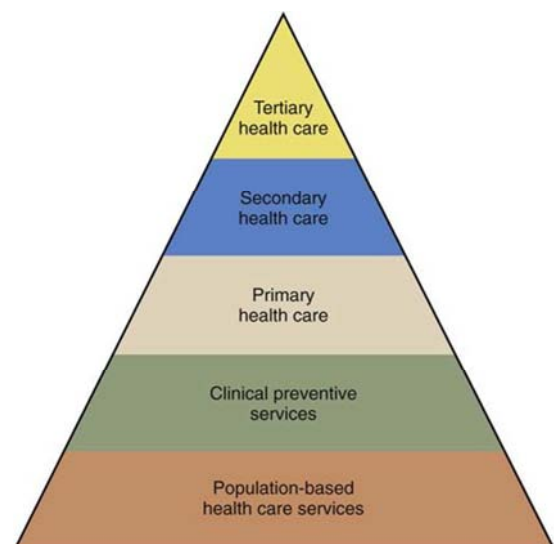 Tertiary
health care
Secondary
health care
Primary
health care
Clinical preventive
services
Population-based
health care services